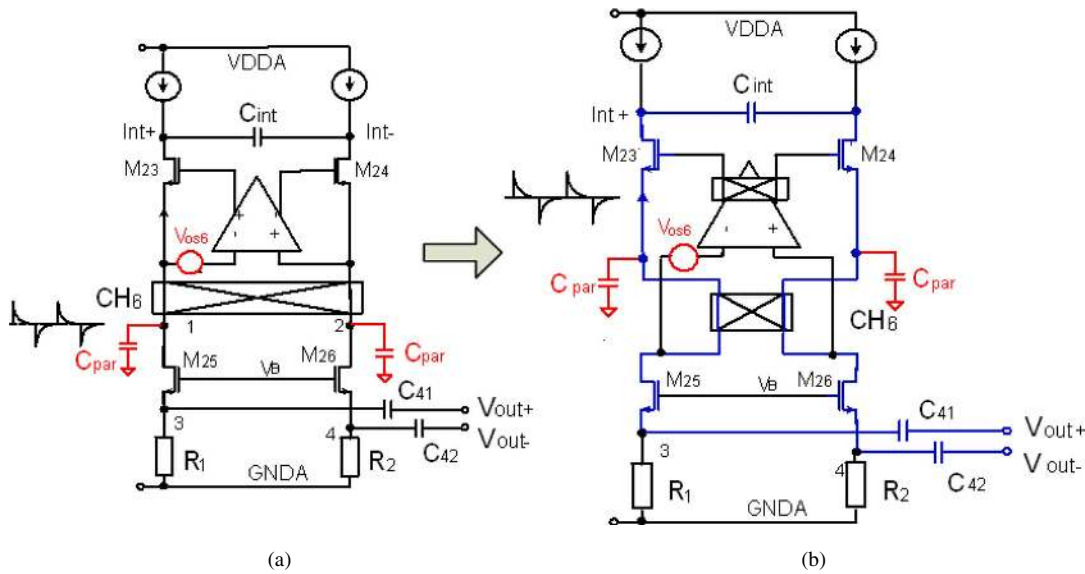 VDDA
Cint
Int+
Int-
M23
M24
+
+
-
+
Vos6
CH6
1
2
Cpar
Cpar
M25
M26
VB
C41
Vout+
3
4
Vout-
C42
R1
R2
GNDA
(a)
VDDA
Cint
Int+
M23
M24
-
+
Vos6
Cpar
Cpar
CH6
M25
M26
VB
C41
Vout+
3
4
Vout-
C42
R1
R2
GNDA
(b)